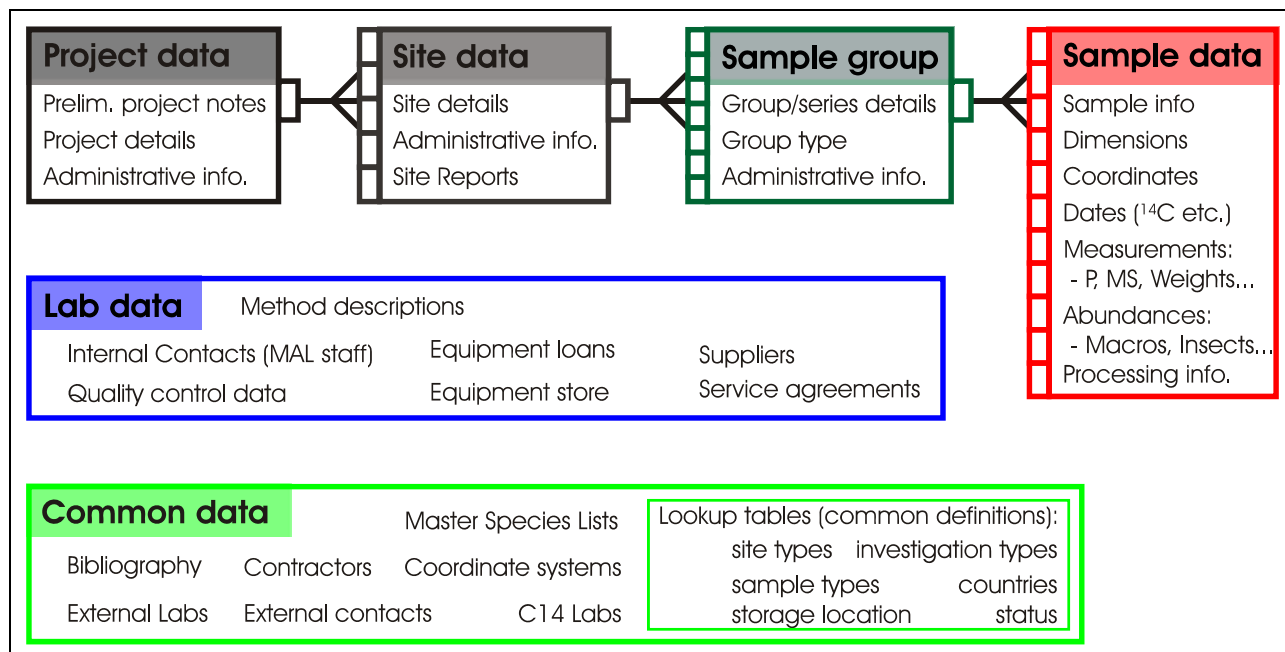 Project data
Prelim. project notes
Project details
Administrative info.
Site data
Site details
Administrative info.
Site Reports
Sample group
Group/series details
Group type
Administrative info.
Sample data
Sample info
Dimensions
Coordinates
Dates (¹⁴C etc.)
Measurements:
- P, MS, Weights...
Abundances:
- Macros, Insects...
Processing info.
Lab data
Method descriptions
Internal Contacts (MAL staff)
Equipment loans
Suppliers
Quality control data
Equipment store
Service agreements
Common data
Master Species Lists
Bibliography
Contractors
Coordinate systems
External Labs
External contacts
C14 Labs
Lookup tables (common definitions):
site types investigation types
sample types countries
storage location status